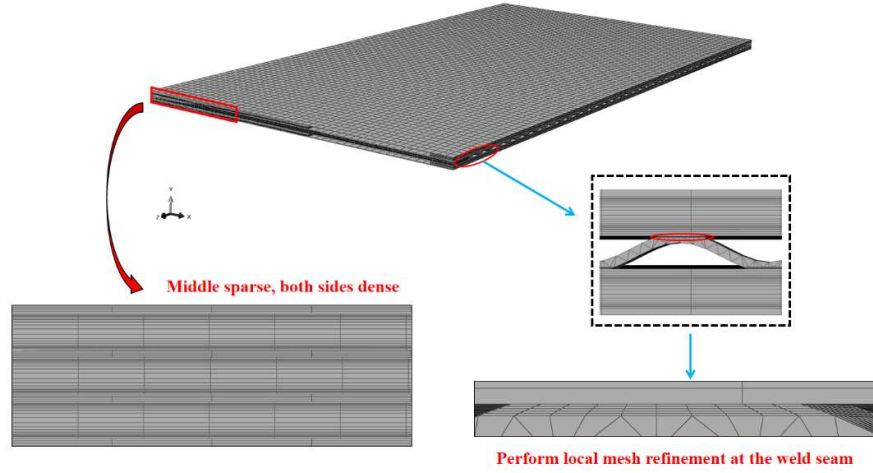 Y
Z
X
Middle sparse, both sides dense
Perform local mesh refinement at the weld seam